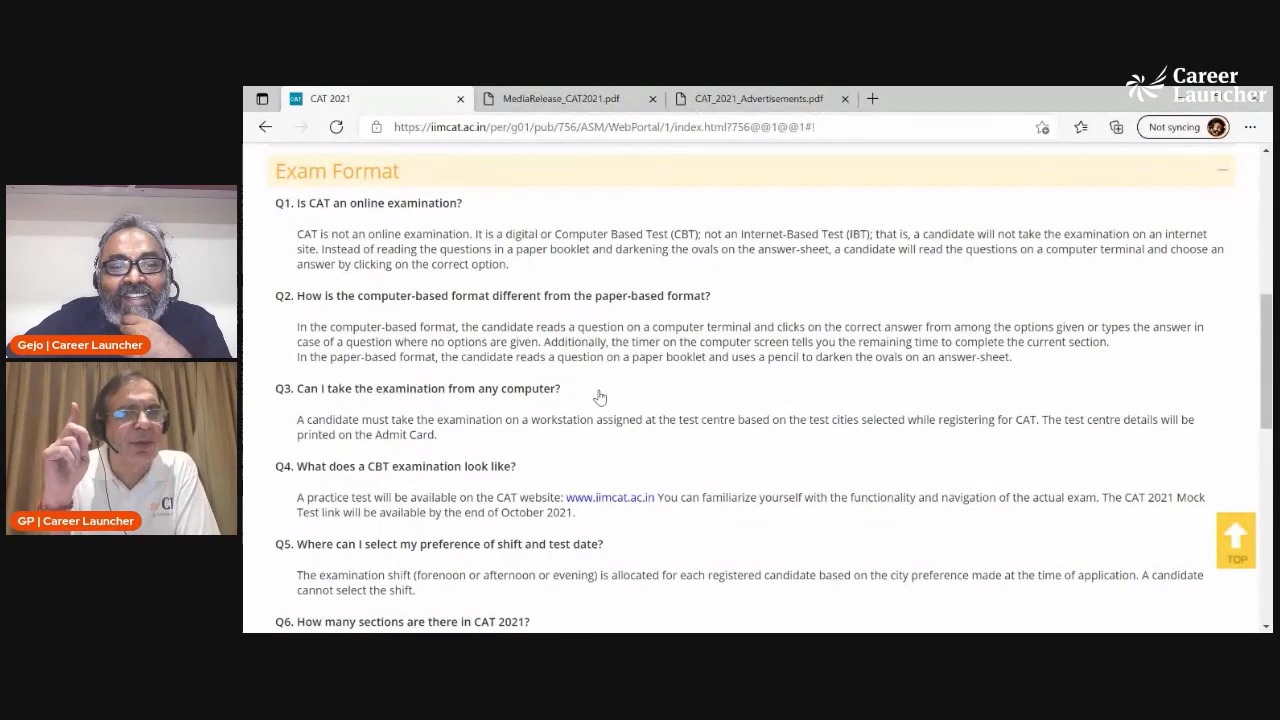 Career
Launcher
CAT 2021
MediaRelease_CAT2021.pdf
CAT_2021_Advertisements.pdf
https://iimcat.ac.in/per/g01/pub/756/ASM/WebPortal/1/index.html?756@@1@@1#!
Not syncing
Exam Format
Q1. Is CAT an online examination?
CAT is not an online examination. It is a digital or Computer Based Test (CBT); not an Internet-Based Test (IBT); that is, a candidate will not take the examination on an internet
site. Instead of reading the questions in a paper booklet and darkening the ovals on the answer-sheet, a candidate will read the questions on a computer terminal and choose an
answer by clicking on the correct option.
Q2. How is the computer-based format different from the paper-based format?
In the computer-based format, the candidate reads a question on a computer terminal and clicks on the correct answer from among the options given or types the answer in
case of a question where no options are given. Additionally, the timer on the computer screen tells you the remaining time to complete the current section.
In the paper-based format, the candidate reads a question on a paper booklet and uses a pencil to darken the ovals on an answer-sheet.
Q3. Can I take the examination from any computer?
A candidate must take the examination on a workstation assigned at the test centre based on the test cities selected while registering for CAT. The test centre details will be
printed on the Admit Card.
Q4. What does a CBT examination look like?
A practice test will be available on the CAT website: www.iimcat.ac.in You can familiarize yourself with the functionality and navigation of the actual exam. The CAT 2021 Mock
Test link will be available by the end of October 2021.
Q5. Where can I select my preference of shift and test date?
The examination shift (forenoon or afternoon or evening) is allocated for each registered candidate based on the city preference made at the time of application. A candidate
cannot select the shift.
Q6. How many sections are there in CAT 2021?
TOP
Gejo | Career Launcher
GP | Career Launcher